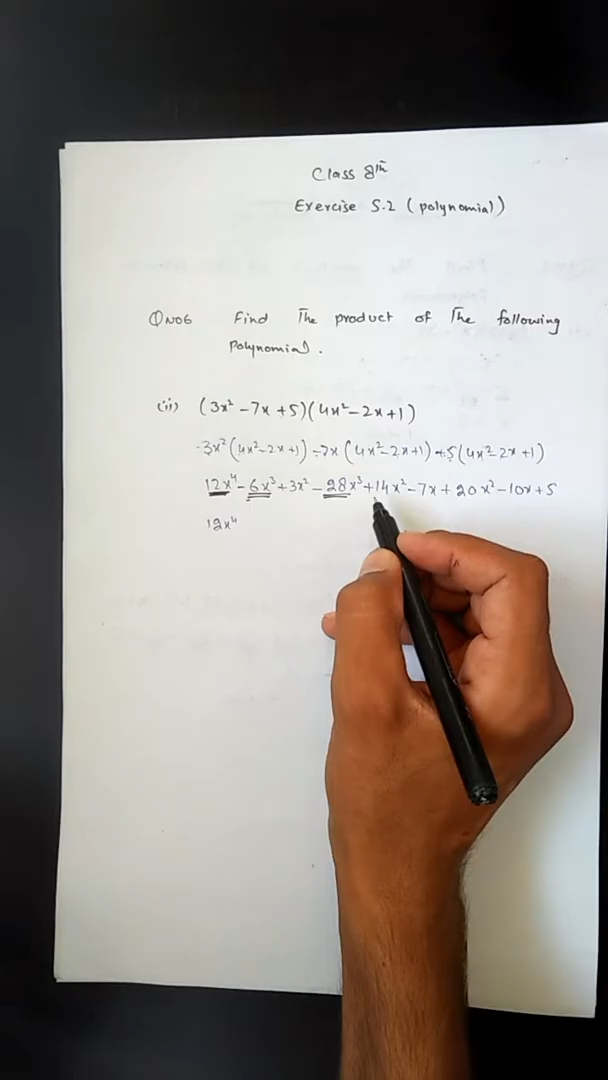 Class 8th
Exercise 5.2 (polynomial)
Q No6 Find The product of The following
polynomial.
(ii) (3x² - 7x + 5)(4x² - 2x + 1)
3x²(4x² - 2x + 1) - 7x(4x² - 2x + 1) + 5(4x² - 2x + 1)
12x⁴ - 6x³ + 3x² - 28x³ + 14x² - 7x + 20x² - 10x + 5
12x⁴